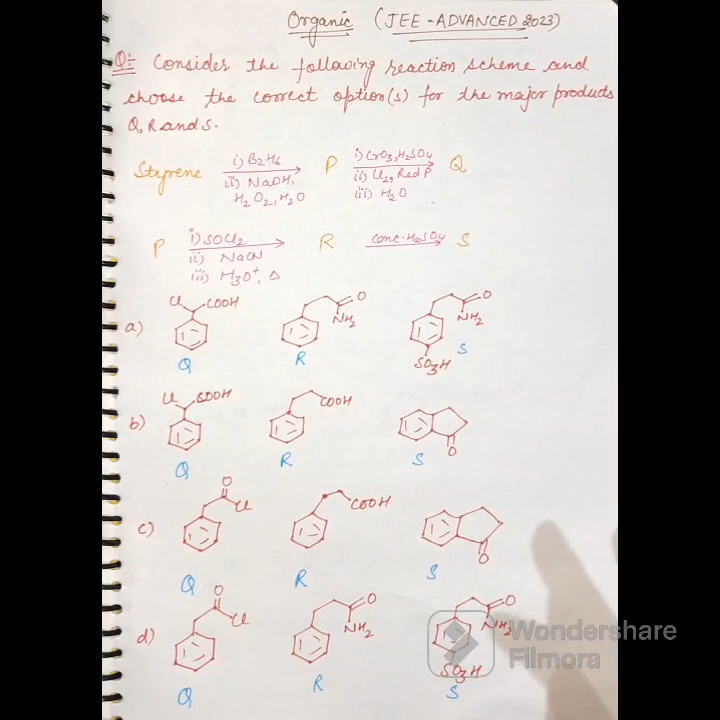 Organic (JEE-ADVANCED 2023)
Q:- Consider the following reaction scheme and
choose the correct option(s) for the major products
Q, R and S.
Styrene i) B2H6 P i) CrO3, H2SO4 Q
ii) NaOH, ii) Cl2, Red P
H2O2, H2O iii) H2O
P i) SOCl2 R conc. H2SO4 S
ii) NaCN
iii) H3O+, Δ
a) Cl COOH O NH2 O NH2 SO3H
Q R S
b) Cl COOH COOH O
Q R S
c) O Cl COOH O
Q R S
d) O Cl O NH2 O NH2 SO3H
Q R S
Wondershare
Filmora